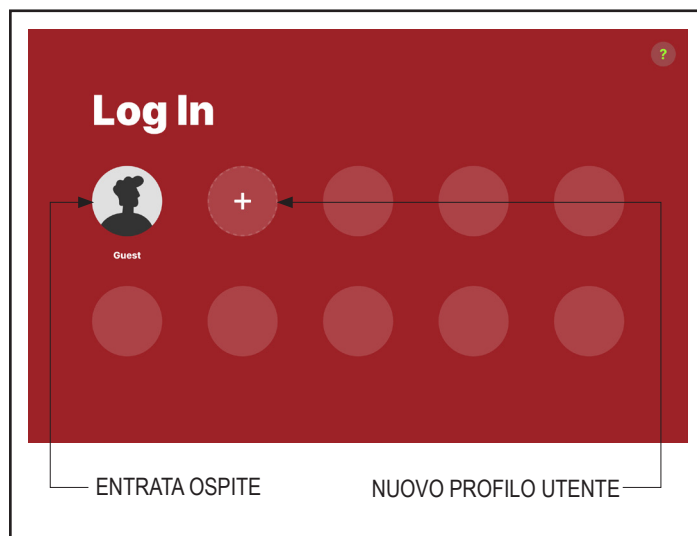 ?
Log In
+
Guest
ENTRATA OSPITE
NUOVO PROFILO UTENTE